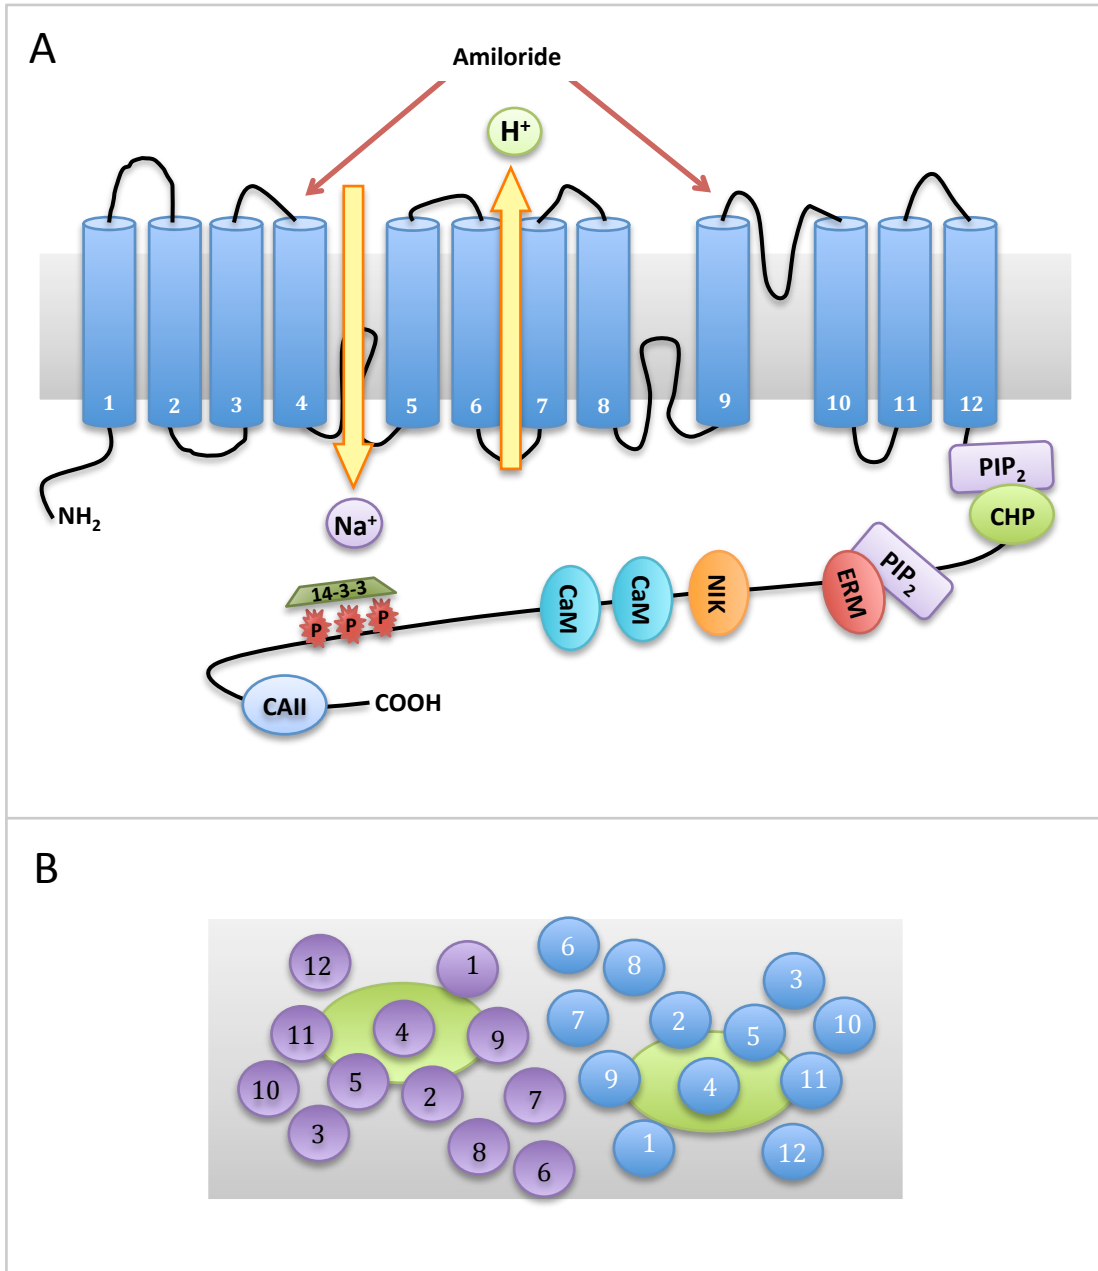 A
Amiloride
H⁺
1 2 3 4 5 6 7 8 9 10 11 12
NH₂
Na⁺
PIP₂
CHP
14-3-3
P P P
CaM
CaM
NIK
ERM
PIP₂
CAII
COOH
B
12 1 6 8 3
11 4 9 7 2 5 10
10 5 2 7 9 4 11
3 8 6 1 12